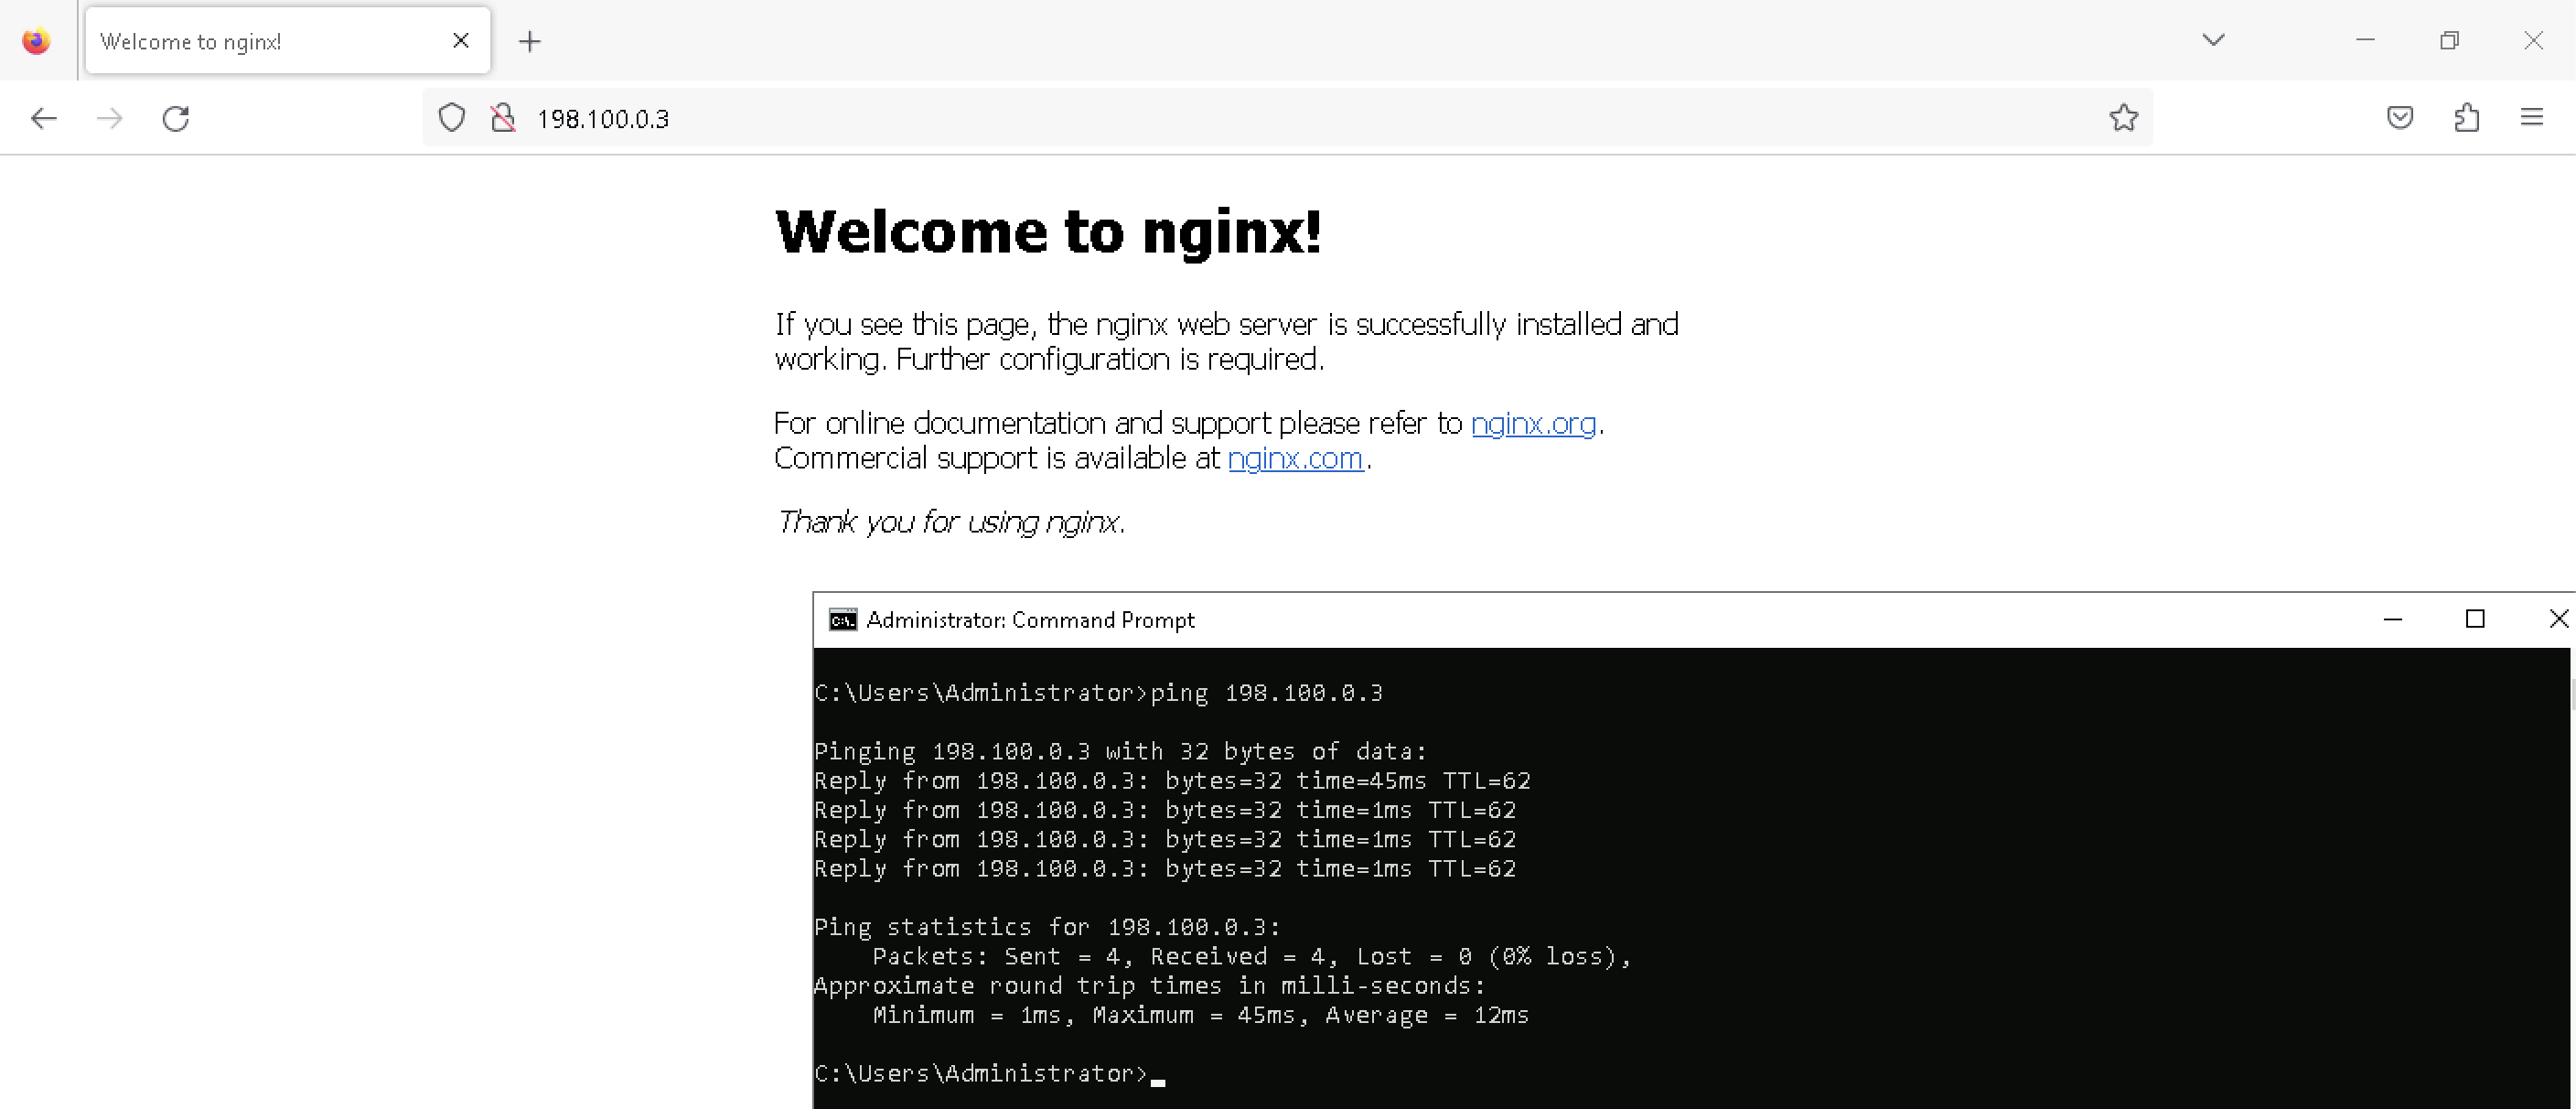 Welcome to nginx!
198.100.0.3
Welcome to nginx!
If you see this page, the nginx web server is successfully installed and
working. Further configuration is required.
For online documentation and support please refer to nginx.org.
Commercial support is available at nginx.com.
Thank you for using nginx.
C:\. Administrator: Command Prompt
C:\Users\Administrator>ping 198.100.0.3
Pinging 198.100.0.3 with 32 bytes of data:
Reply from 198.100.0.3: bytes=32 time=45ms TTL=62
Reply from 198.100.0.3: bytes=32 time=1ms TTL=62
Reply from 198.100.0.3: bytes=32 time=1ms TTL=62
Reply from 198.100.0.3: bytes=32 time=1ms TTL=62
Ping statistics for 198.100.0.3:
    Packets: Sent = 4, Received = 4, Lost = 0 (0% loss),
Approximate round trip times in milli-seconds:
    Minimum = 1ms, Maximum = 45ms, Average = 12ms
C:\Users\Administrator>